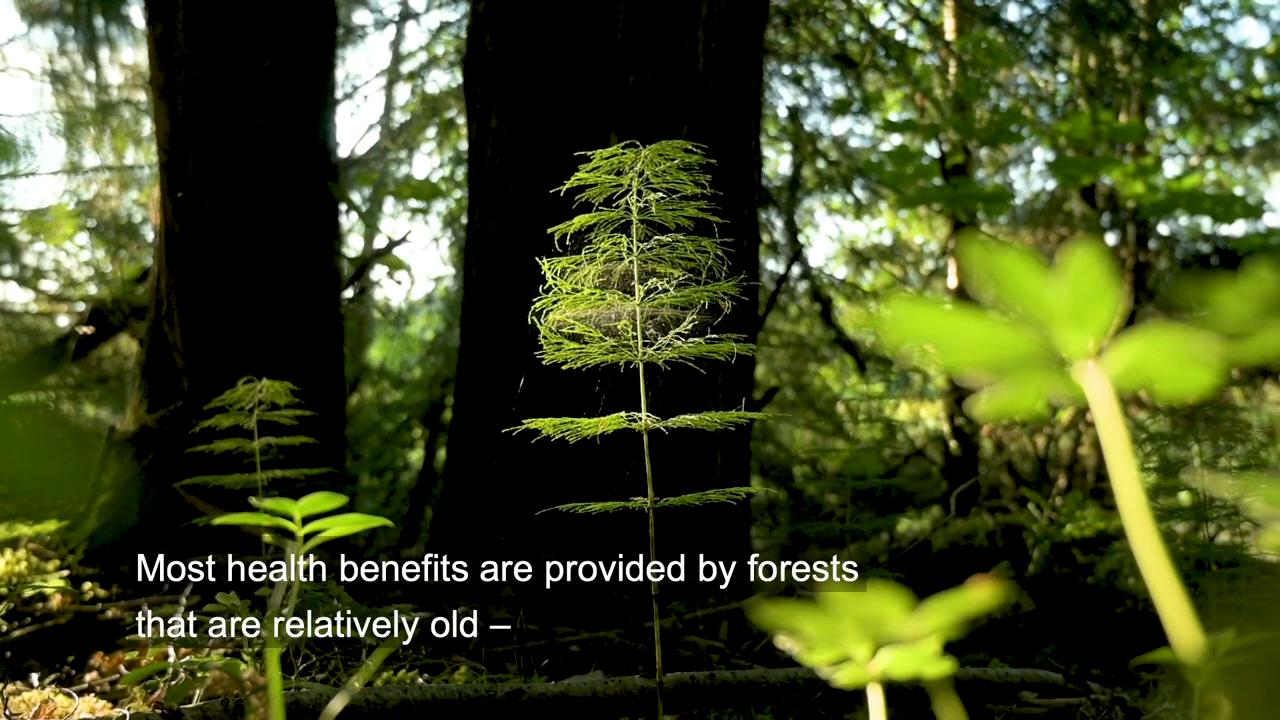 Most health benefits are provided by forests
that are relatively old –